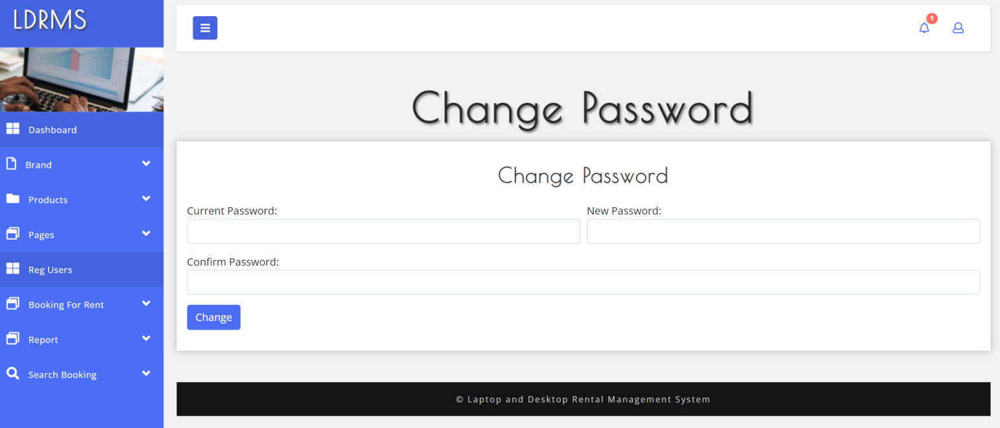 LDRMS
Dashboard
Brand
Products
Pages
Reg Users
Booking For Rent
Report
Search Booking
1
Change Password
Change Password
Current Password:
New Password:
Confirm Password:
Change
© Laptop and Desktop Rental Management System